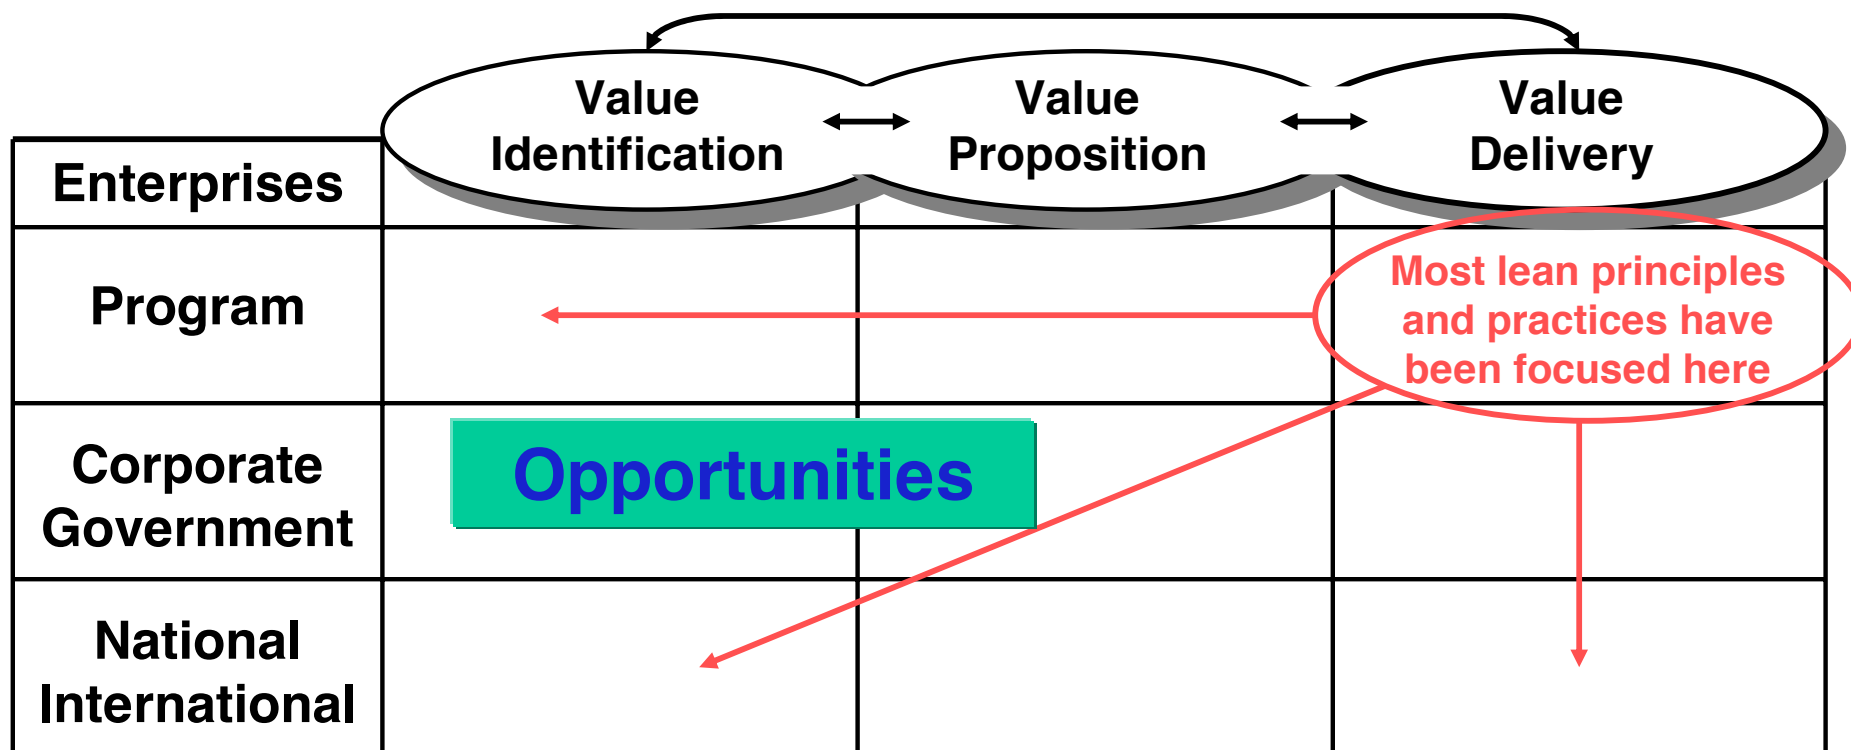 Value
Identification
Value
Proposition
Value
Delivery
Enterprises
Program
Most lean principles
and practices have
been focused here
Corporate
Government
Opportunities
National
International